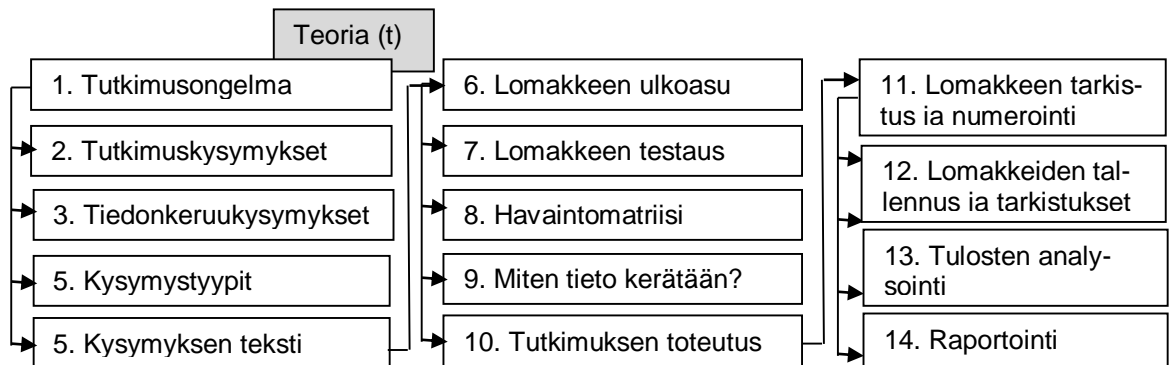 Teoria (t)
1. Tutkimusongelma
2. Tutkimuskysymykset
3. Tiedonkeruukysymykset
5. Kysymystyypit
5. Kysymyksen teksti
6. Lomakkeen ulkoasu
7. Lomakkeen testaus
8. Havaintomatriisi
9. Miten tieto kerätään?
10. Tutkimuksen toteutus
11. Lomakkeen tarkis-
tus ja numerointi
12. Lomakkeiden tal-
lennus ja tarkistukset
13. Tulosten analy-
sointi
14. Raportointi